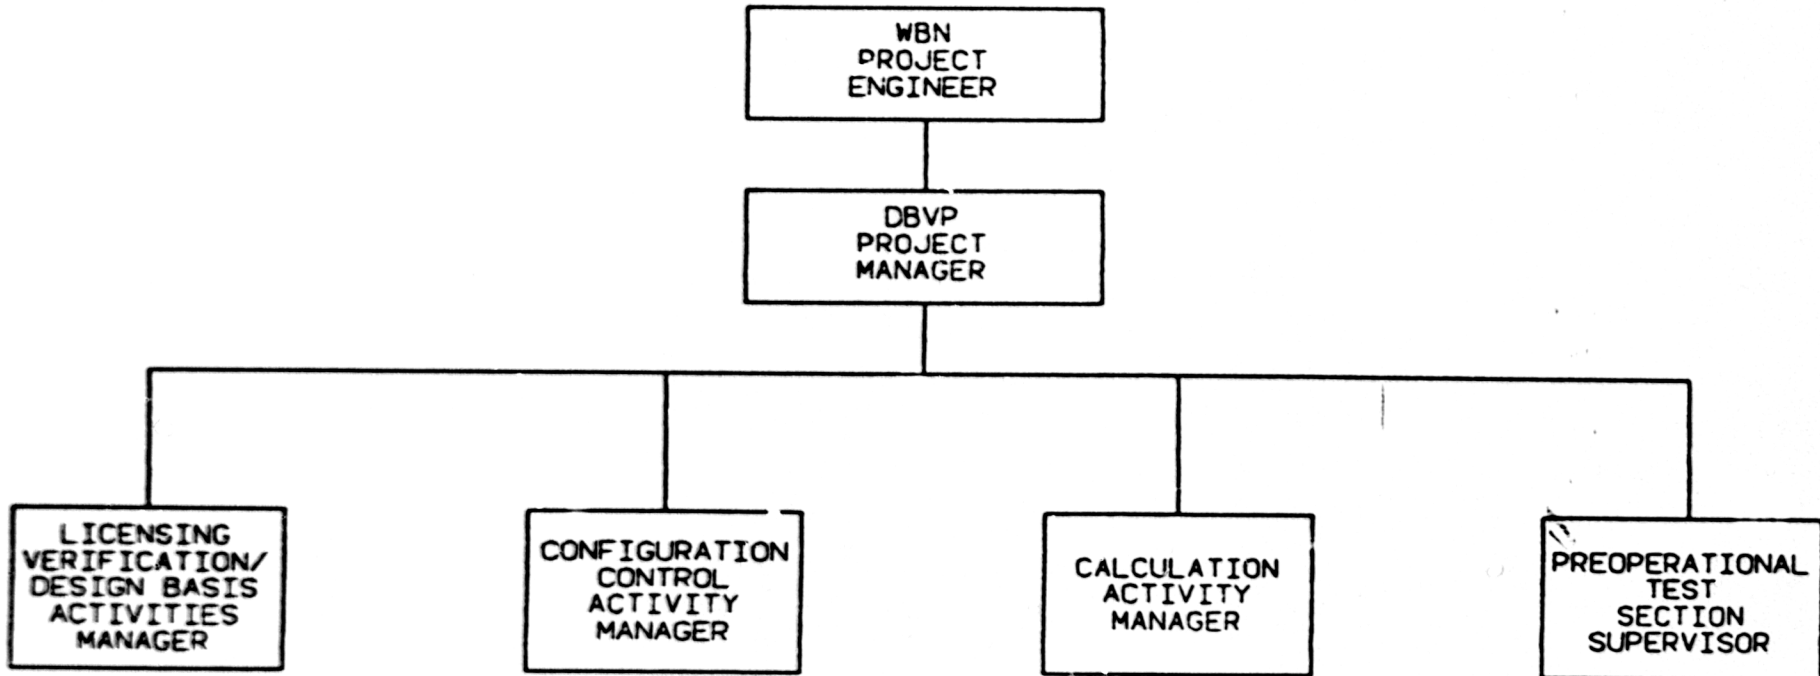 WBN
PROJECT
ENGINEER
DBVP
PROJECT
MANAGER
LICENSING
VERIFICATION/
DESIGN BASIS
ACTIVITIES
MANAGER
CONFIGURATION
CONTROL
ACTIVITY
MANAGER
CALCULATION
ACTIVITY
MANAGER
PREOPERATIONAL
TEST
SECTION
SUPERVISOR